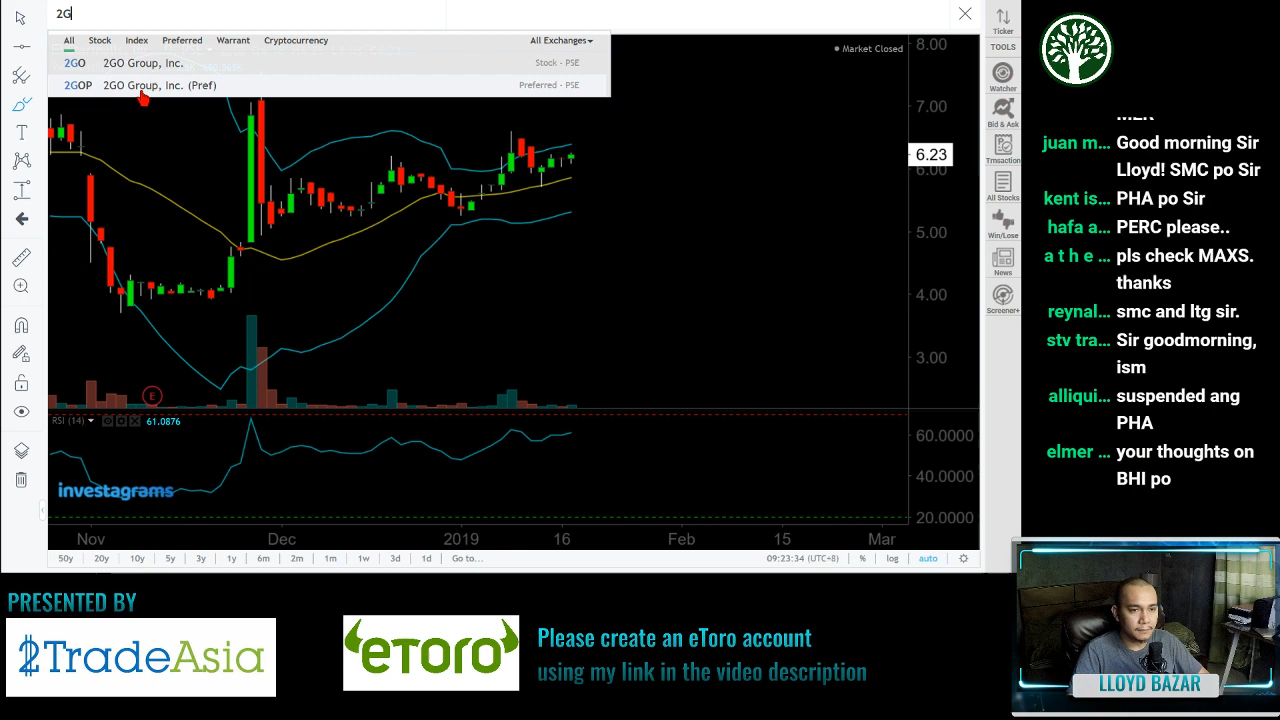 2G
All Stock Index Preferred Warrant Cryptocurrency All Exchanges
2GO 2GO Group, Inc. Stock - PSE
2GOP 2GO Group, Inc. (Pref) Preferred - PSE
Market Closed
8.00
7.00
6.23
6.00
5.00
4.00
3.00
E
RSI (14) 61.0876
60.0000
40.0000
20.0000
investagrams
Nov Dec 2019 16 Feb 15 Mar
50y 20y 10y 5y 3y 1y 6m 2m 1m 1w 3d 1d Go to... 09:23:34 (UTC+8) % log auto
Ticker
TOOLS
Watcher
Bid & Ask
Trnsaction
All Stocks
Win/Lose
News
Screener+
juan m... Good morning Sir
Lloyd! SMC po Sir
kent is... PHA po Sir
hafa a... PERC please..
a t h e ... pls check MAXS.
thanks
reynal... smc and ltg sir.
stv tra... Sir goodmorning,
ism
alliqui... suspended ang
PHA
elmer ... your thoughts on
BHI po
PRESENTED BY
2TradeAsia
eToro
Please create an eToro account
using my link in the video description
LLOYD BAZAR